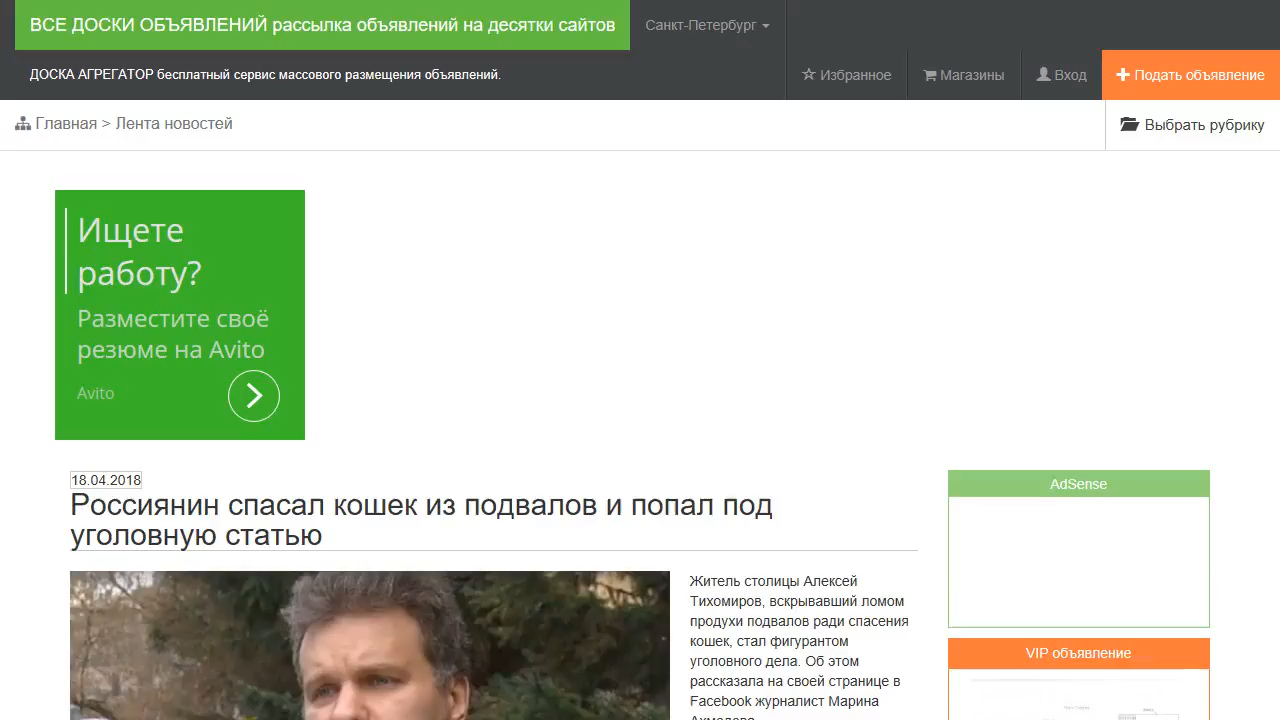 ВСЕ ДОСКИ ОБЪЯВЛЕНИЙ рассылка объявлений на десятки сайтов
Санкт-Петербург
ДОСКА АГРЕГАТОР бесплатный сервис массового размещения объявлений.
Избранное
Магазины
Вход
Подать объявление
Главная > Лента новостей
Выбрать рубрику
Ищете
работу?
Разместите своё
резюме на Avito
Avito
18.04.2018
Россиянин спасал кошек из подвалов и попал под
уголовную статью
Житель столицы Алексей
Тихомиров, вскрывавший ломом
продухи подвалов ради спасения
кошек, стал фигурантом
уголовного дела. Об этом
рассказала на своей странице в
Facebook журналист Марина
AdSense
VIP объявление